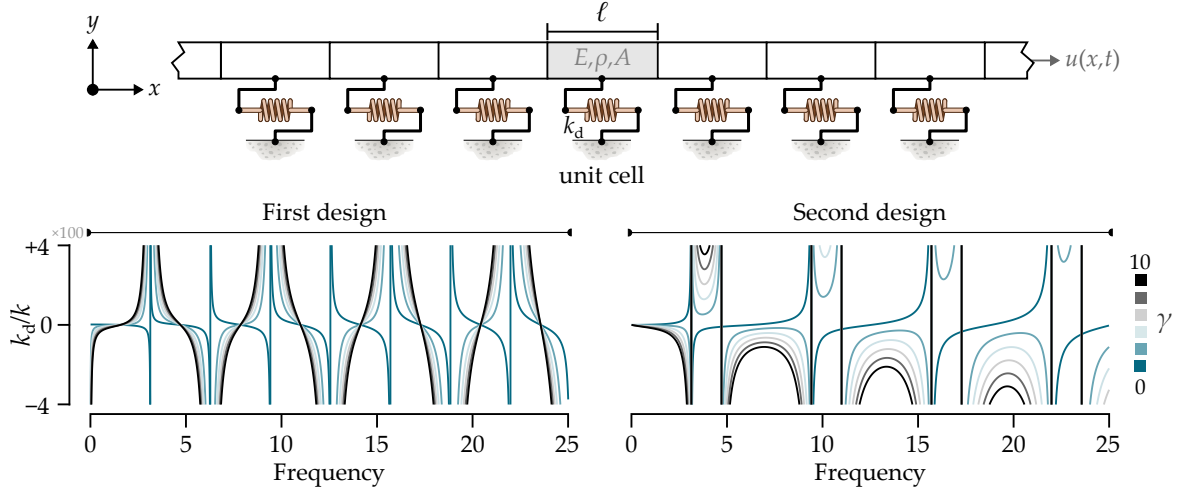 y
ℓ
E, ρ, A
u(x,t)
x
k_d
unit cell
First design
Second design
×100
+4
0
−4
k_d/k
0 5 10 15 20 25
Frequency
0 5 10 15 20 25
Frequency
10
γ
0